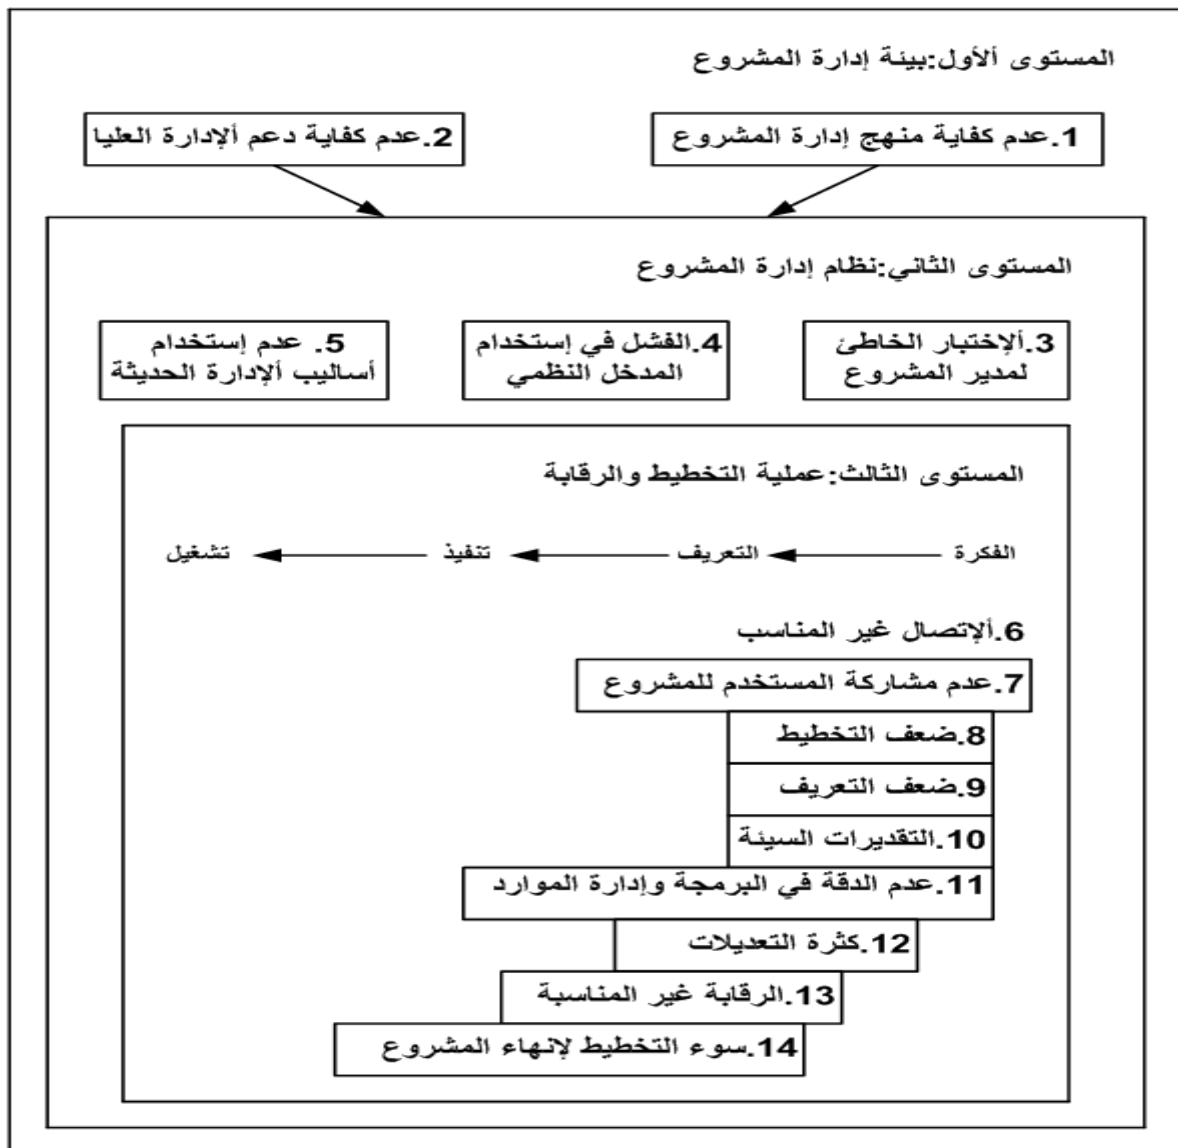 المستوى ألأول:بيئة إدارة المشروع
1.عدم كفاية منهج إدارة المشروع
2.عدم كفاية دعم ألإدارة العليا
المستوى الثاني:نظام إدارة المشروع
3.ألإختبار الخاطئ
لمدير المشروع
4.الفشل في إستخدام
المدخل النظمي
5. عدم إستخدام
أساليب ألإدارة الحديثة
المستوى الثالث:عملية التخطيط والرقابة
الفكرة
التعريف
تنفيذ
تشغيل
6.ألإتصال غير المناسب
7.عدم مشاركة المستخدم للمشروع
8.ضعف التخطيط
9.ضعف التعريف
10.التقديرات السيئة
11.عدم الدقة في البرمجة وإدارة الموارد
12.كثرة التعديلات
13.الرقابة غير المناسبة
14.سوء التخطيط لإنهاء المشروع